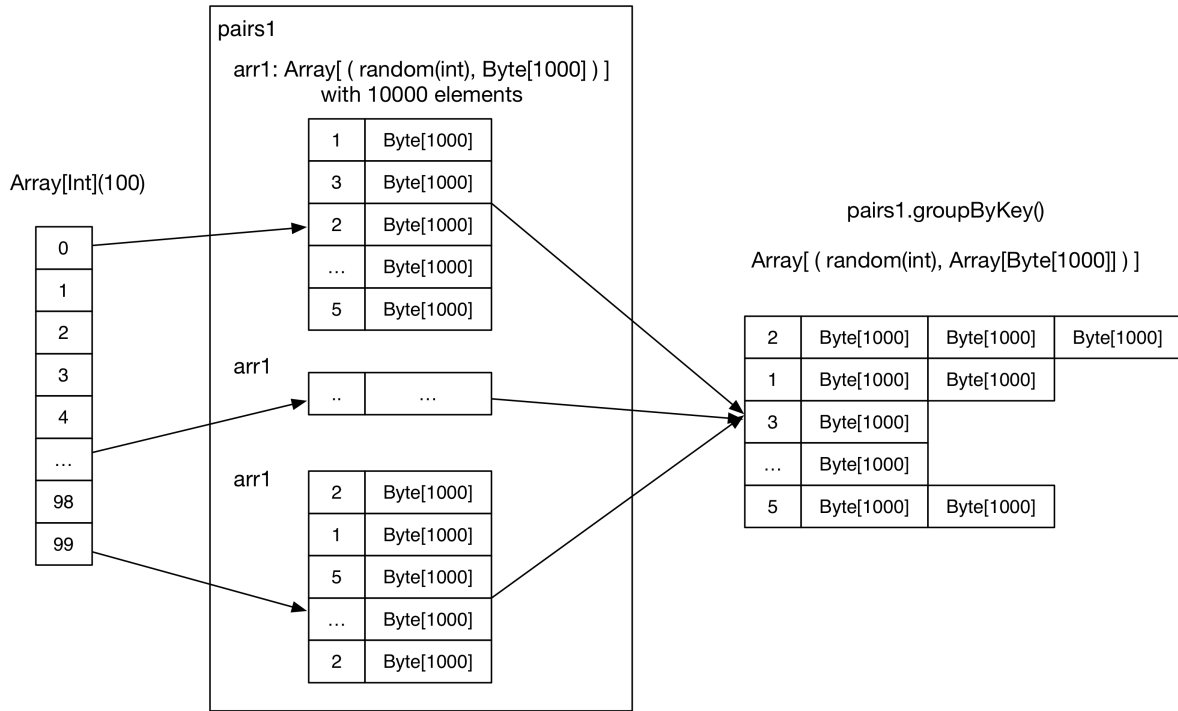 pairs1
arr1: Array[ ( random(int), Byte[1000] ) ]
with 10000 elements
Array[Int](100)
0
1
2
3
4
...
98
99
1 Byte[1000]
3 Byte[1000]
2 Byte[1000]
... Byte[1000]
5 Byte[1000]
arr1
.. ...
arr1
2 Byte[1000]
1 Byte[1000]
5 Byte[1000]
... Byte[1000]
2 Byte[1000]
pairs1.groupByKey()
Array[ ( random(int), Array[Byte[1000]] ) ]
2 Byte[1000] Byte[1000] Byte[1000]
1 Byte[1000] Byte[1000]
3 Byte[1000]
... Byte[1000]
5 Byte[1000] Byte[1000]